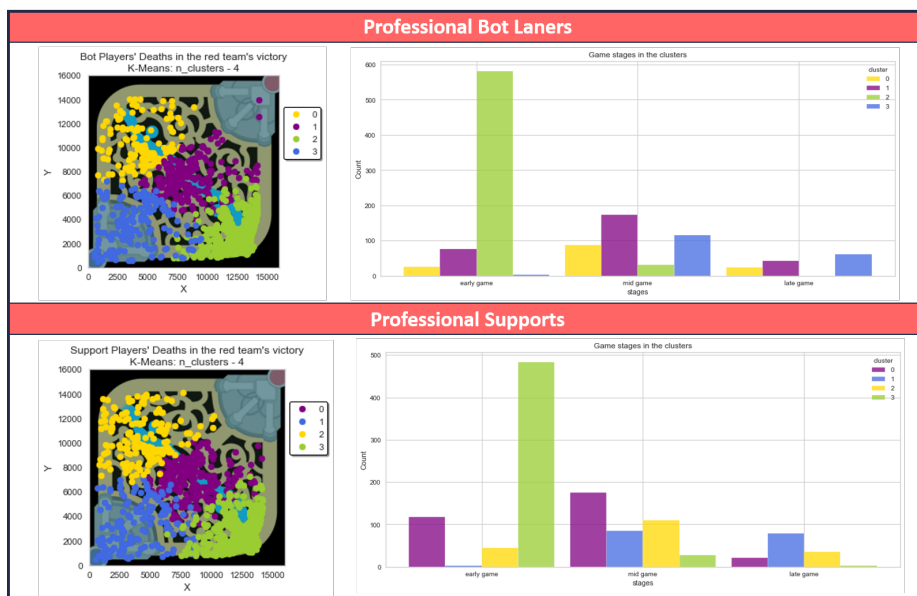 Professional Bot Laners
Bot Players' Deaths in the red team's victory
K-Means: n_clusters - 4
16000
14000
12000
10000
8000
6000
4000
2000
0
Y
0 2500 5000 7500 10000 12500 15000
X
0
1
2
3
Game stages in the clusters
600
500
400
300
200
100
0
Count
early game mid game late game
stages
cluster
0
1
2
3
Professional Supports
Support Players' Deaths in the red team's victory
K-Means: n_clusters - 4
16000
14000
12000
10000
8000
6000
4000
2000
0
Y
0 2500 5000 7500 10000 12500 15000
X
0
1
2
3
Game stages in the clusters
500
400
300
200
100
0
Count
early game mid game late game
stages
cluster
0
1
2
3